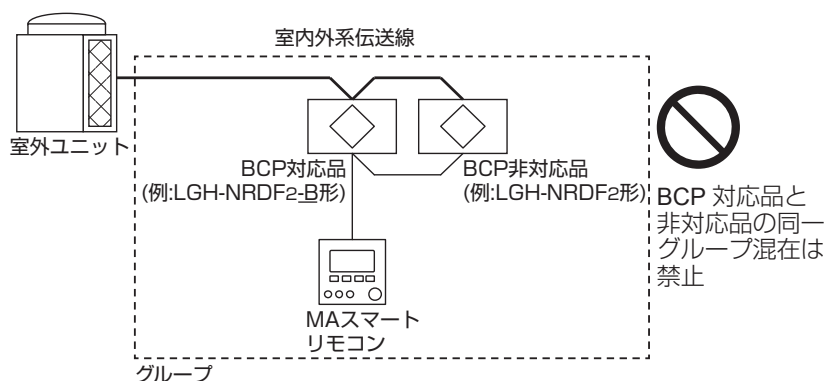 室内外系伝送線
室外ユニット
BCP対応品
(例:LGH-NRDF2-B形)
BCP非対応品
(例:LGH-NRDF2形)
BCP 対応品と
非対応品の同一
グループ混在は
禁止
MAスマート
リモコン
グループ